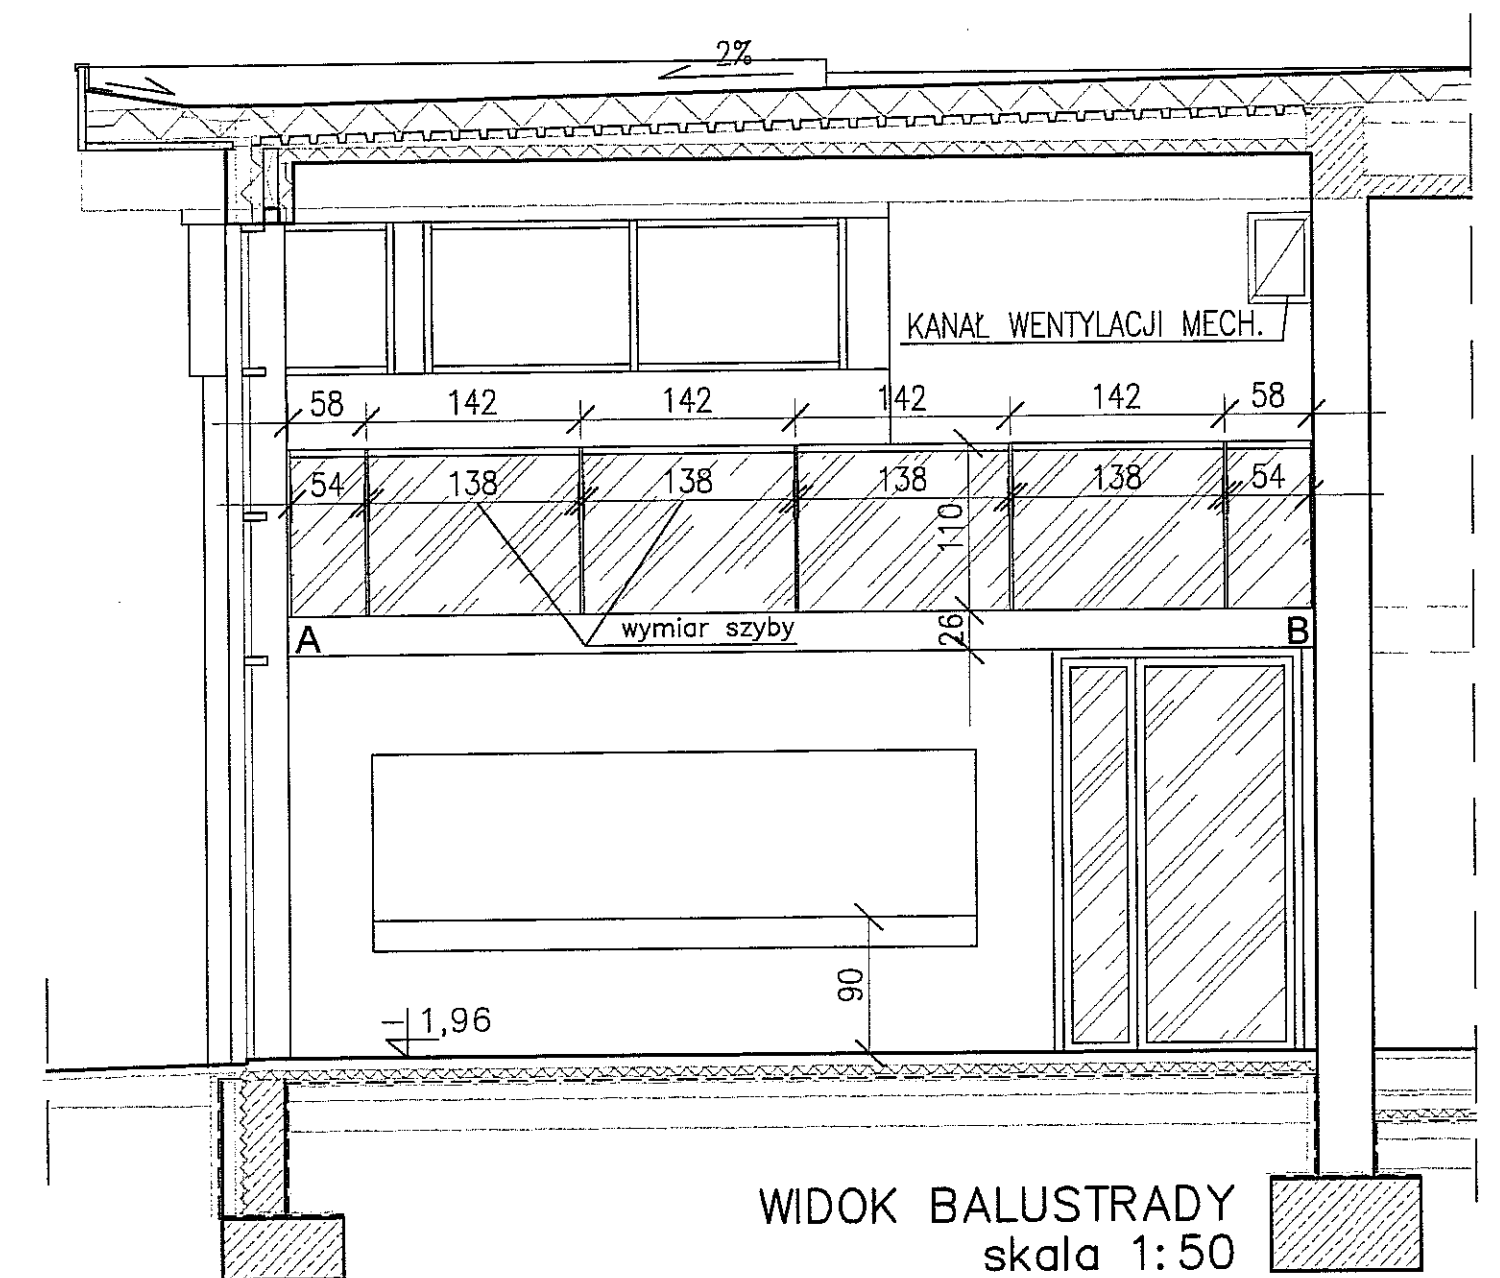 2%
KANAŁ WENTYLACJI MECH.
58 142 142 142 142 58
54 138 138 138 138 54
110
wymiar szyby
26
A B
90
- 1,96
WIDOK BALUSTRADY
skala 1:50